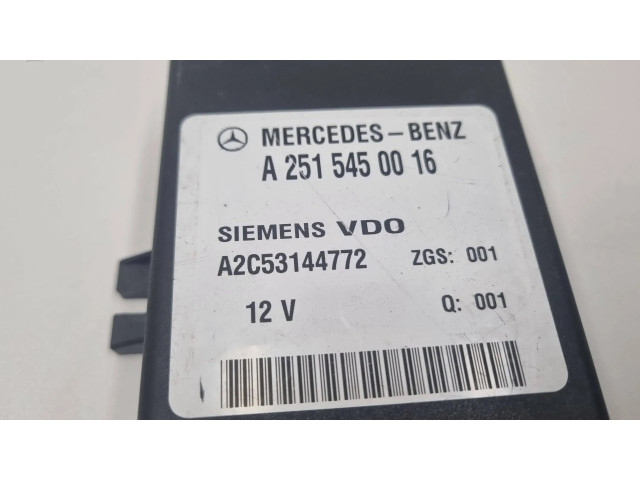 MERCEDES-BENZ
A 251 545 00 16
SIEMENS VDO
A2C53144772 ZGS: 001
12 V Q: 001